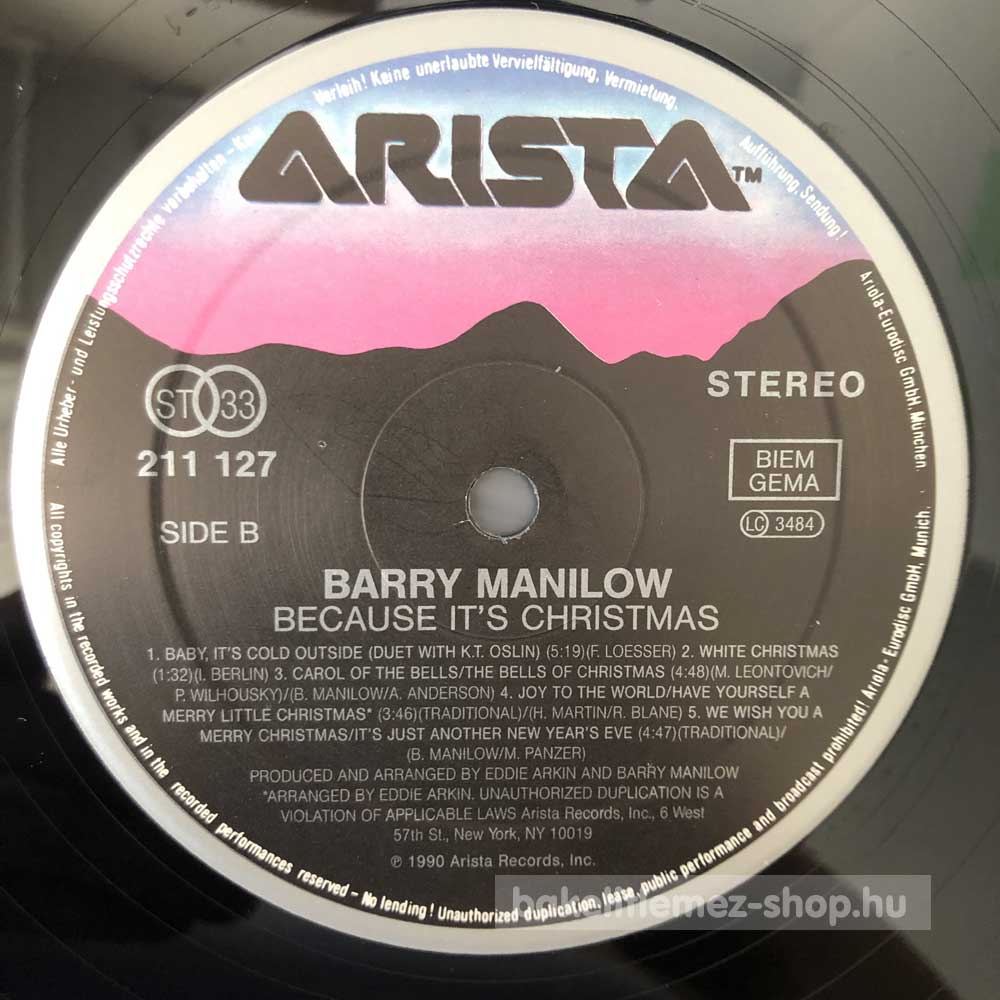 Alle Urheber- und Leistungsschutzrechte vorbehalten - Kein Verleih! Keine unerlaubte Vervielfältigung, Vermietung, Aufführung, Sendung!
ARISTA™
ST 33
STEREO
211 127
BIEM
GEMA
LC 3484
SIDE B
BARRY MANILOW
BECAUSE IT'S CHRISTMAS
1. BABY, IT'S COLD OUTSIDE (DUET WITH K.T. OSLIN) (5:19)(F. LOESSER) 2. WHITE CHRISTMAS
(1:32)(I. BERLIN) 3. CAROL OF THE BELLS/THE BELLS OF CHRISTMAS (4:48)(M. LEONTOVICH/
P. WILHOUSKY)/(B. MANILOW/A. ANDERSON) 4. JOY TO THE WORLD/HAVE YOURSELF A
MERRY LITTLE CHRISTMAS* (3:46)(TRADITIONAL)/(H. MARTIN/R. BLANE) 5. WE WISH YOU A
MERRY CHRISTMAS/IT'S JUST ANOTHER NEW YEAR'S EVE (4:47)(TRADITIONAL)/
(B. MANILOW/M. PANZER)
PRODUCED AND ARRANGED BY EDDIE ARKIN AND BARRY MANILOW
*ARRANGED BY EDDIE ARKIN. UNAUTHORIZED DUPLICATION IS A
VIOLATION OF APPLICABLE LAWS Arista Records, Inc., 6 West
57th St., New York, NY 10019
℗ 1990 Arista Records, Inc.
Ariola-Eurodisc GmbH, München.
All copyrights in the recorded works and in the recorded performances reserved - No lending! Unauthorized duplication, lease, public performance and broadcast prohibited! Ariola - Eurodisc GmbH, Munich.
bakelitlemez-shop.hu